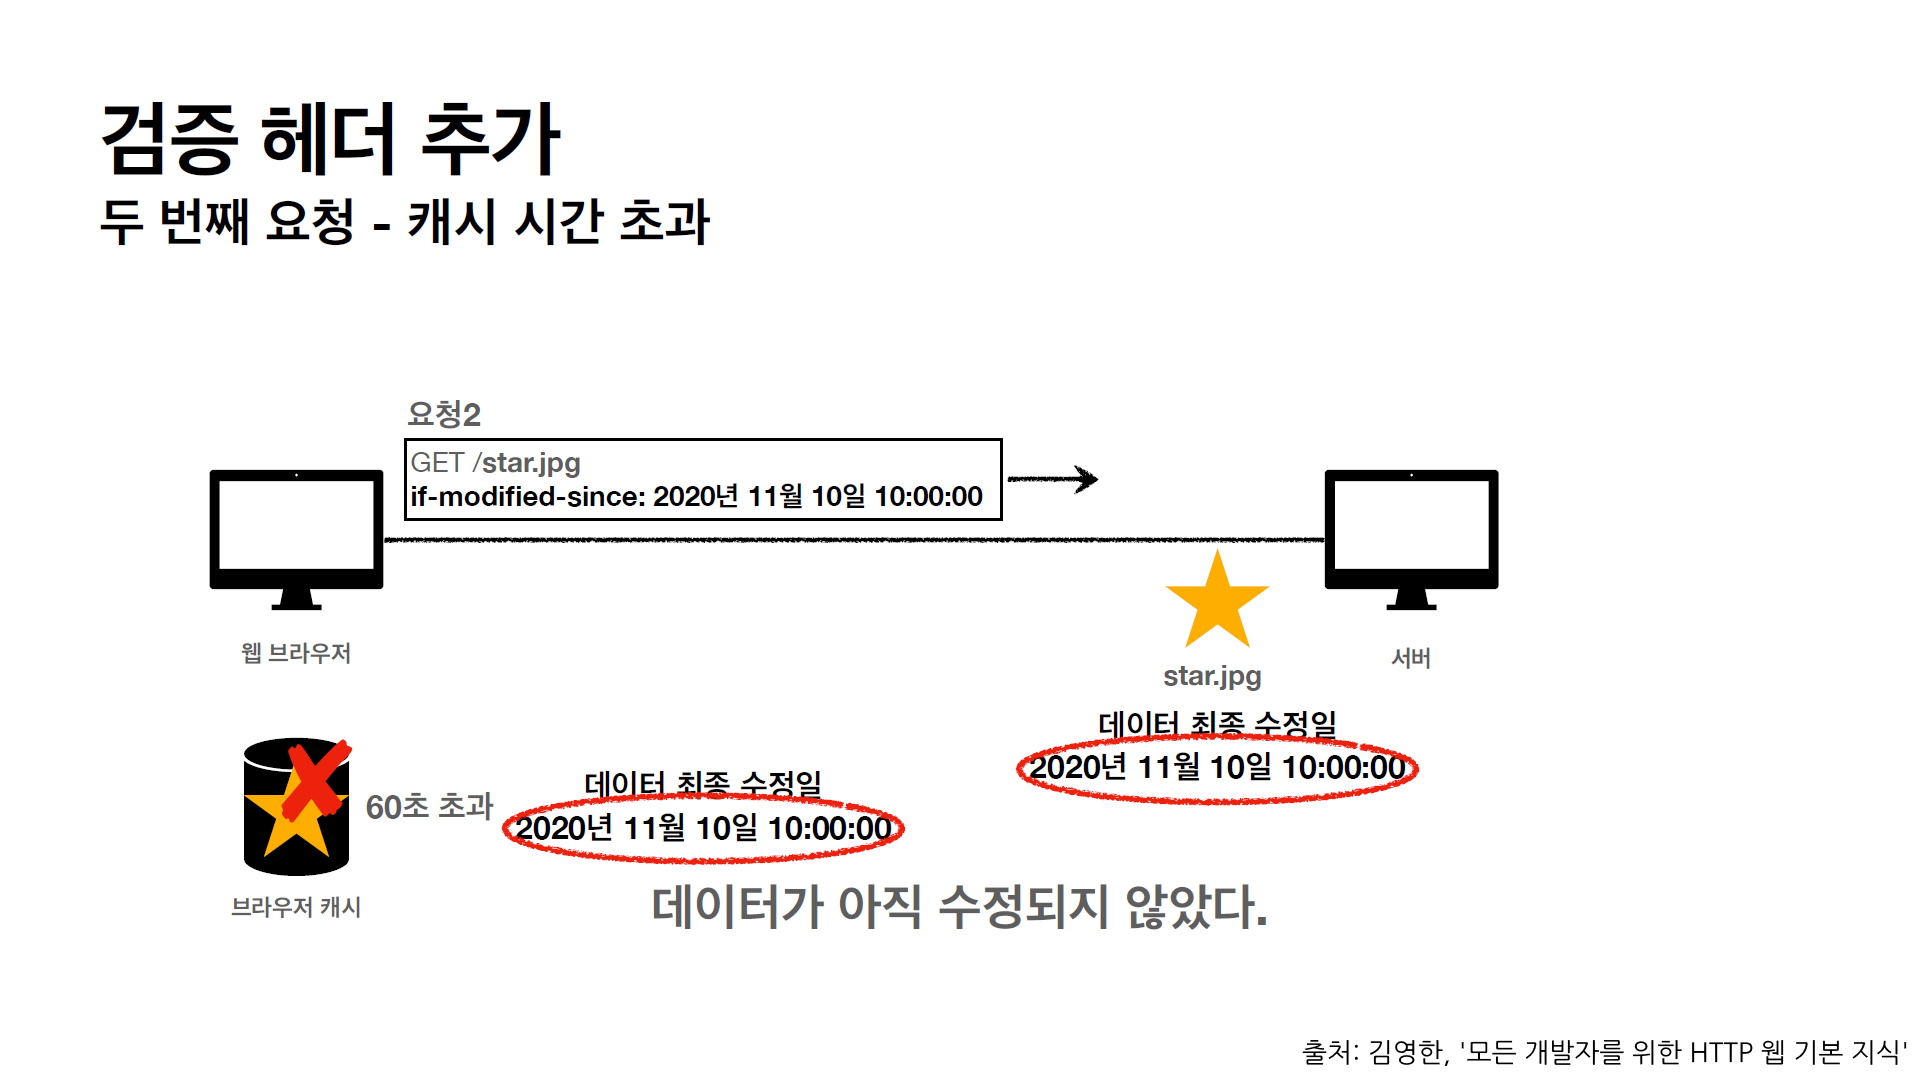 검증 헤더 추가
두 번째 요청 - 캐시 시간 초과
요청2
GET /star.jpg
if-modified-since: 2020년 11월 10일 10:00:00
웹 브라우저
서버
star.jpg
데이터 최종 수정일
2020년 11월 10일 10:00:00
60초 초과
데이터 최종 수정일
2020년 11월 10일 10:00:00
브라우저 캐시
데이터가 아직 수정되지 않았다.
출처: 김영한, '모든 개발자를 위한 HTTP 웹 기본 지식'